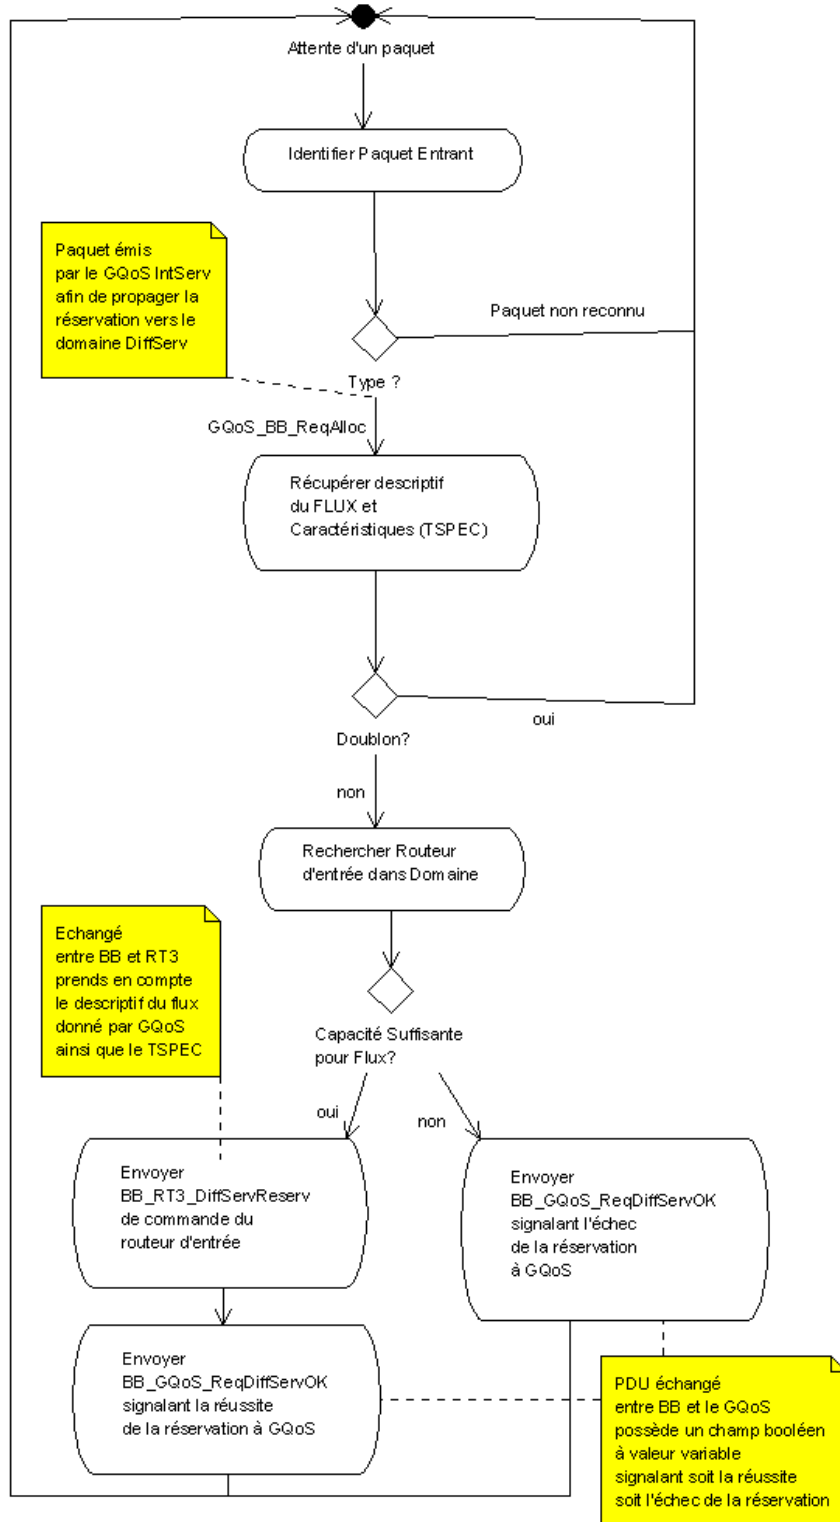 Attente d'un paquet
Identifier Paquet Entrant
Paquet émis
par le GQoS IntServ
afin de propager la
réservation vers le
domaine DiffServ
Paquet non reconnu
Type ?
GQoS_BB_ReqAlloc
Récupérer descriptif
du FLUX et
Caractéristiques (TSPEC)
oui
Doublon?
non
Rechercher Routeur
d'entrée dans Domaine
Echangé
entre BB et RT3
prends en compte
le descriptif du flux
donné par GQoS
ainsi que le TSPEC
Capacité Suffisante
pour Flux?
oui
non
Envoyer
BB_RT3_DiffServReserv
de commande du
routeur d'entrée
Envoyer
BB_GQoS_ReqDiffServOK
signalant l'échec
de la réservation
à GQoS
Envoyer
BB_GQoS_ReqDiffServOK
signalant la réussite
de la réservation à GQoS
PDU échangé
entre BB et le GQoS
possède un champ booléen
à valeur variable
signalant soit la réussite
soit l'échec de la réservation